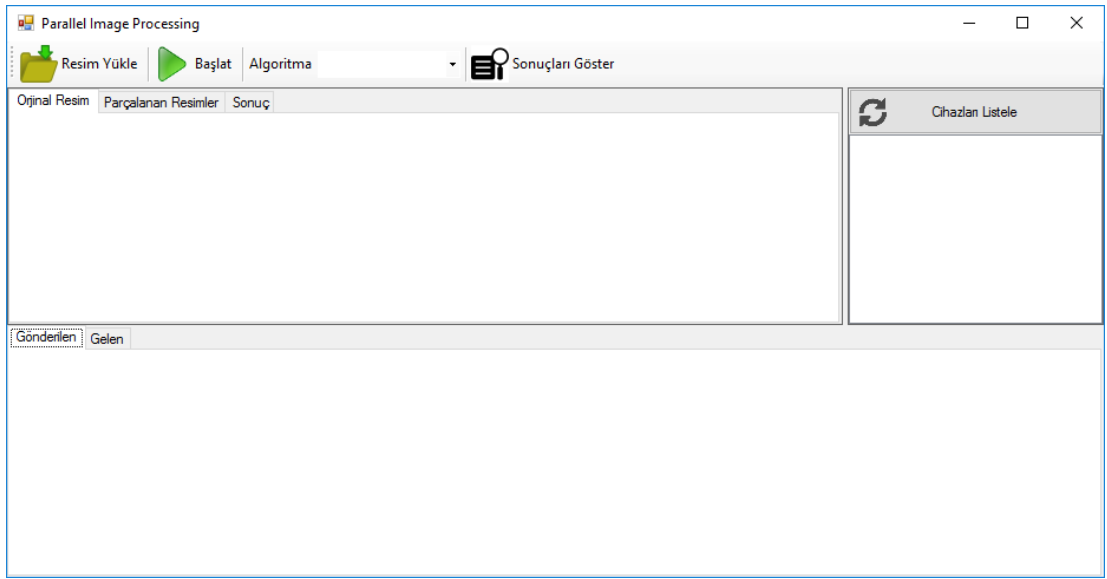 Parallel Image Processing
Resim Yükle Başlat Algoritma Sonuçları Göster
Orjinal Resim Parçalanan Resimler Sonuç
Cihazları Listele
Gönderilen Gelen